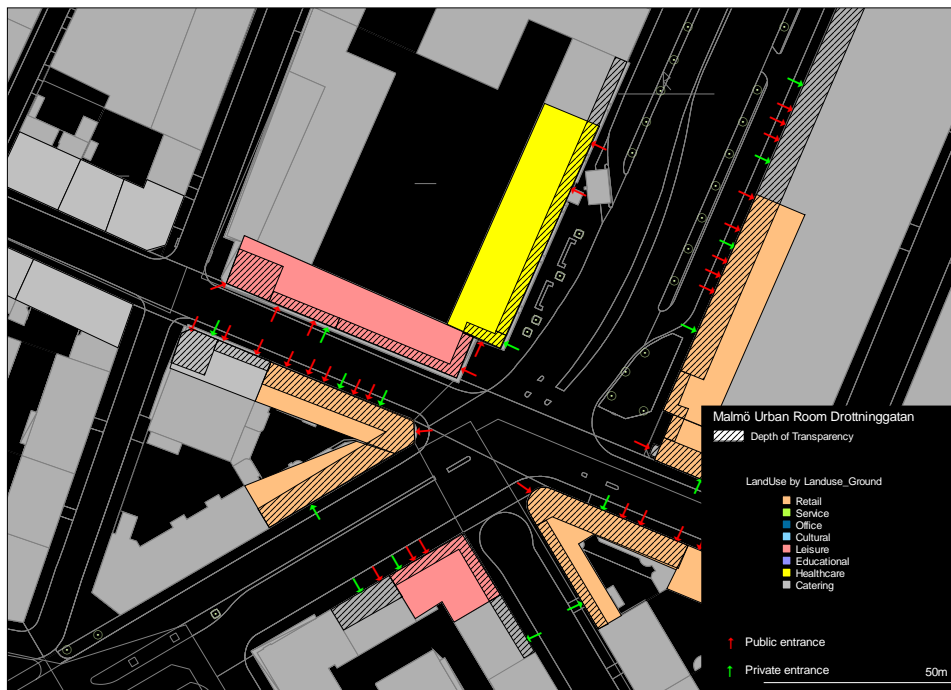 Malmö Urban Room Drottninggatan
Depth of Transparency
LandUse by Landuse_Ground
Retail
Service
Office
Cultural
Leisure
Educational
Healthcare
Catering
Public entrance
Private entrance
50m